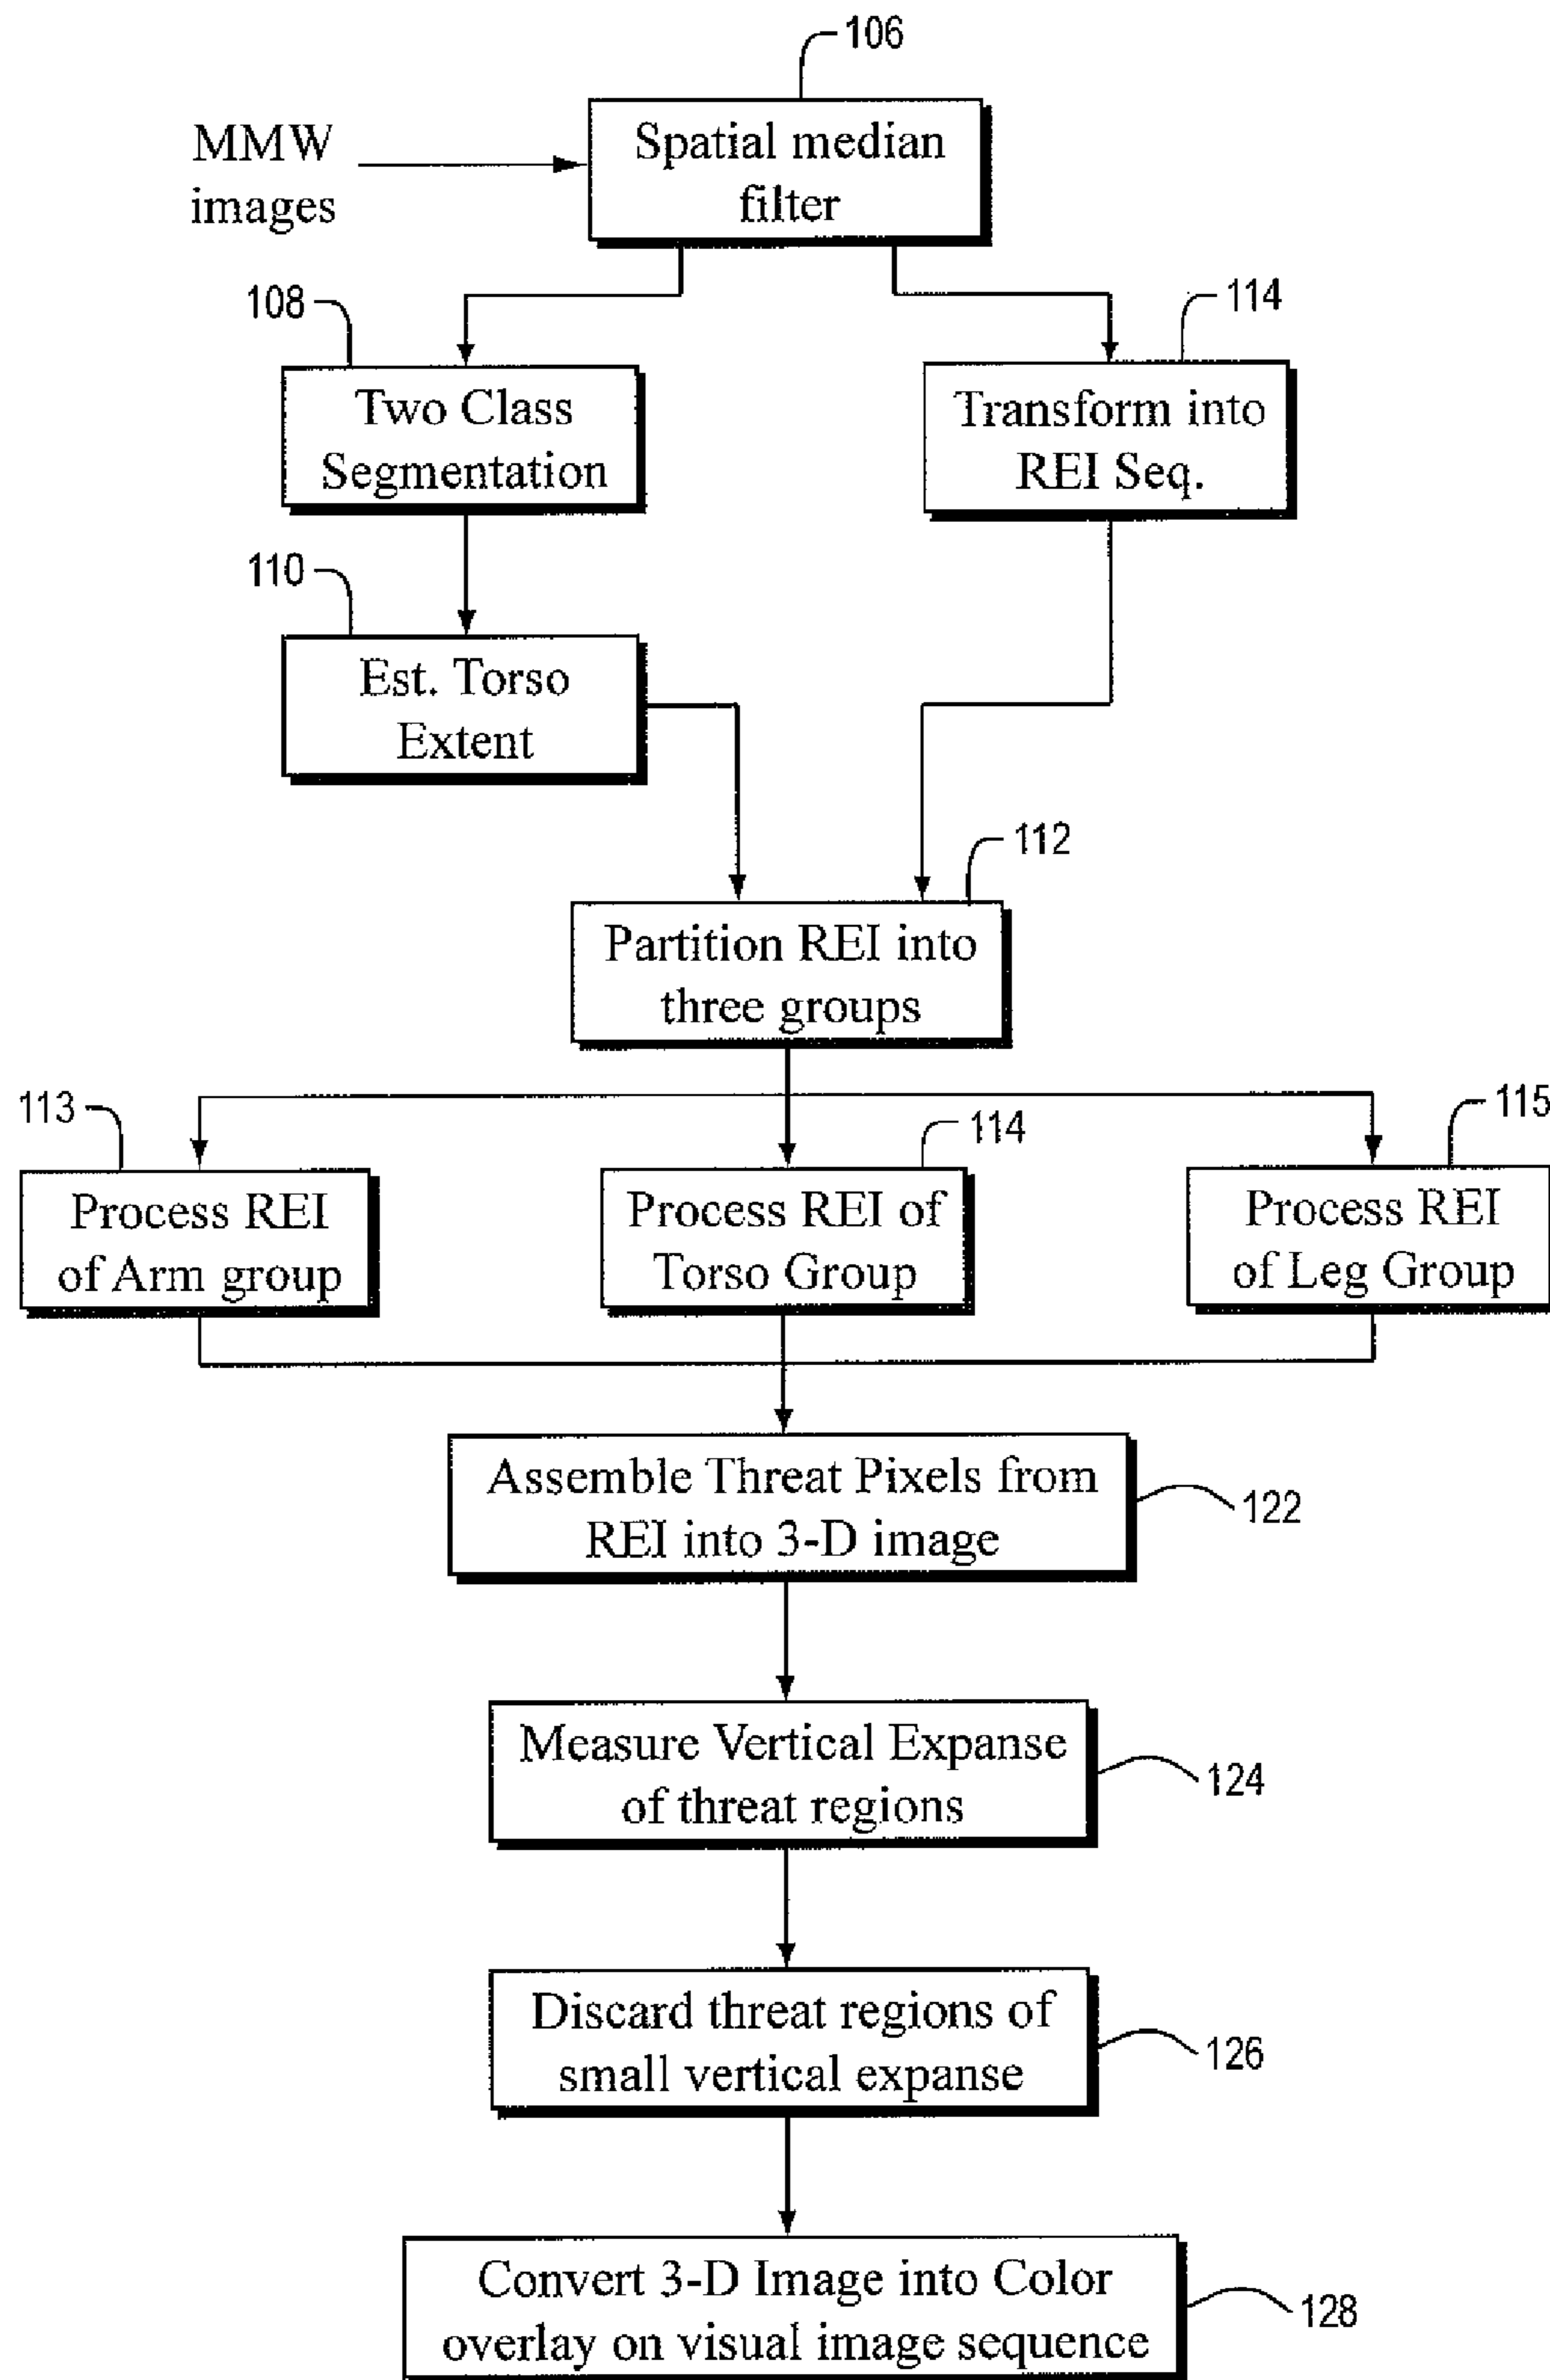 106
MMW
images
Spatial median
filter
108
114
Two Class
Segmentation
Transform into
REI Seq.
110
Est. Torso
Extent
112
Partition REI into
three groups
113
114
115
Process REI
of Arm group
Process REI of
Torso Group
Process REI
of Leg Group
Assemble Threat Pixels from
REI into 3-D image
122
Measure Vertical Expanse
of threat regions
124
Discard threat regions of
small vertical expanse
126
Convert 3-D Image into Color
overlay on visual image sequence
128